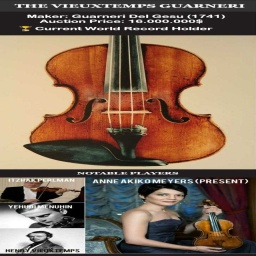 THE VIEUXTEMPS GUARNERI
Maker: Guarneri Del Gesu (1741)
Auction Price: 16.000.000$
Current World Record Holder
NOTABLE PLAYERS
ITZHAK PERLMAN
ANNE AKIKO MEYERS (PRESENT)
YEHUDI MENUHIN
HENRY VIEUXTEMPS